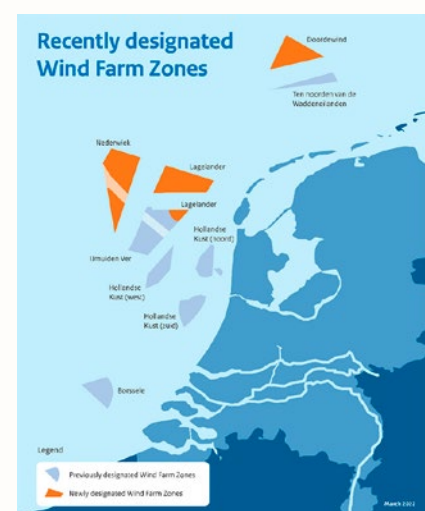 Recently designated
Wind Farm Zones
Doordewind
Ten noorden van de
Waddeneilanden
Nederwiek
Lagelander
Lagelander
Hollandse
Kust (noord)
IJmuiden Ver
Hollandse
Kust (west)
Hollandse
Kust (zuid)
Borssele
Legend
Previously designated Wind Farm Zones
Newly designated Wind Farm Zones
March 2022